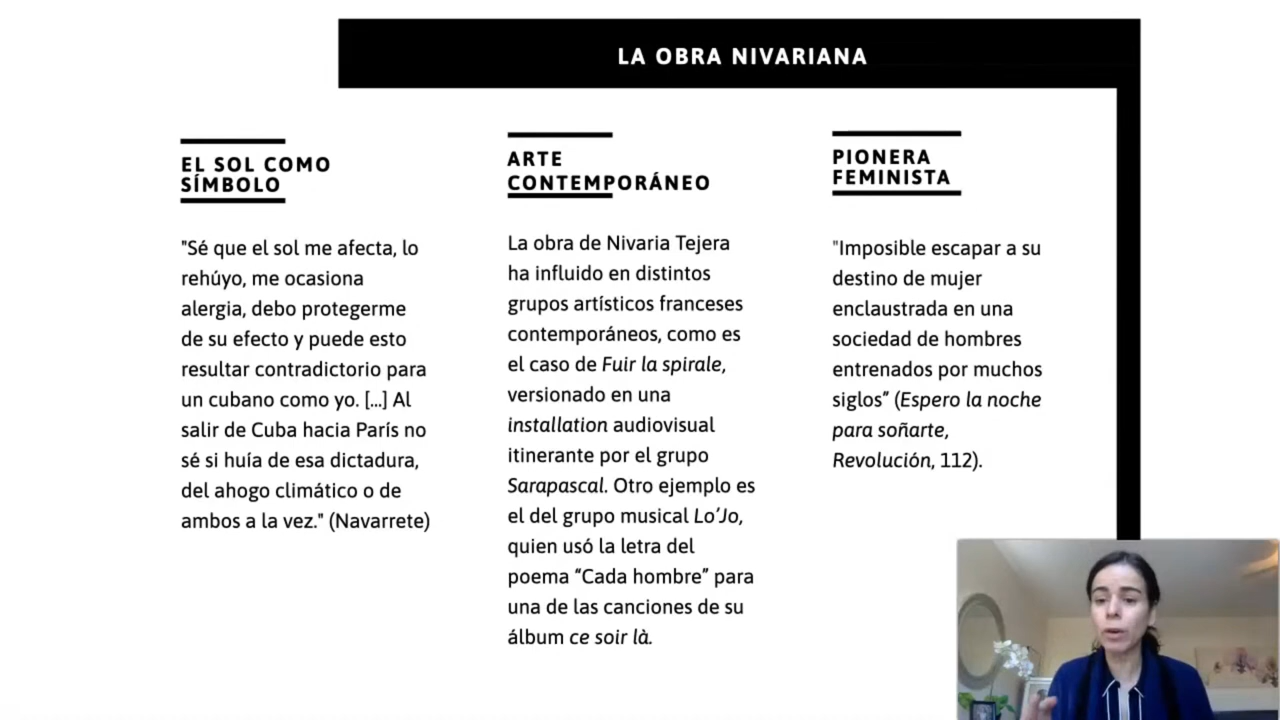 LA OBRA NIVARIANA
EL SOL COMO
SÍMBOLO
"Sé que el sol me afecta, lo
rehúyo, me ocasiona
alergia, debo protegerme
de su efecto y puede esto
resultar contradictorio para
un cubano como yo. [...] Al
salir de Cuba hacia París no
sé si huía de esa dictadura,
del ahogo climático o de
ambos a la vez." (Navarrete)
ARTE
CONTEMPORÁNEO
La obra de Nivaria Tejera
ha influido en distintos
grupos artísticos franceses
contemporáneos, como es
el caso de Fuir la spirale,
versionado en una
installation audiovisual
itinerante por el grupo
Sarapascal. Otro ejemplo es
el del grupo musical Lo'Jo,
quien usó la letra del
poema “Cada hombre” para
una de las canciones de su
álbum ce soir là.
PIONERA
FEMINISTA
"Imposible escapar a su
destino de mujer
enclaustrada en una
sociedad de hombres
entrenados por muchos
siglos” (Espero la noche
para soñarte,
Revolución, 112).